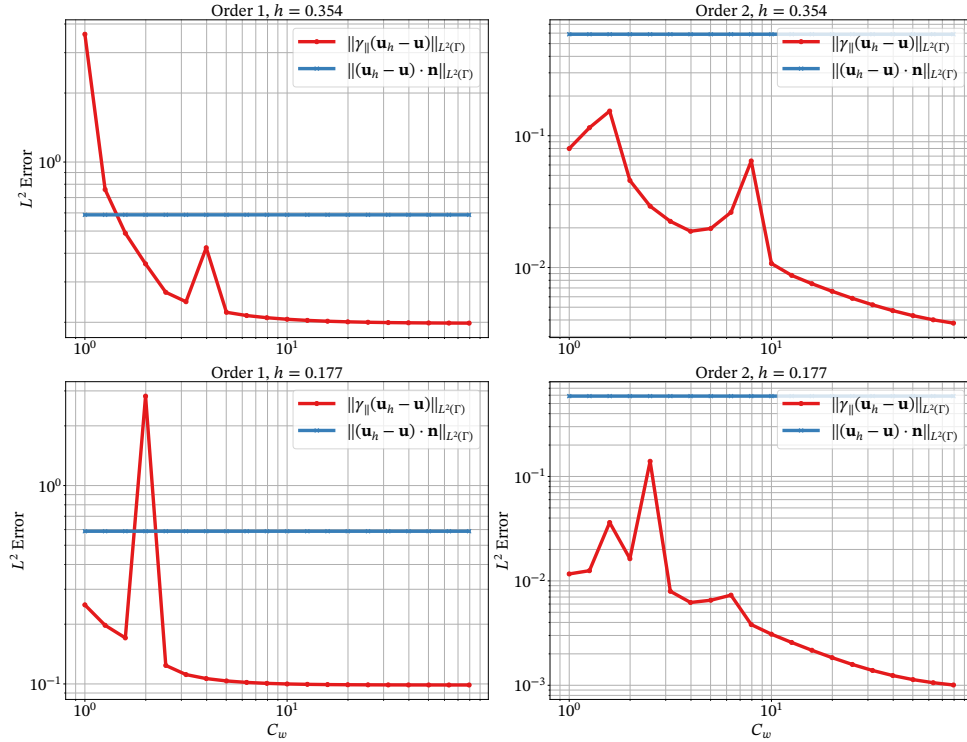 Order 1, h = 0.354
L² Error
10⁰
||γ∥(𝐮ₕ − 𝐮)||_{L²(Γ)}
||(𝐮ₕ − 𝐮) · 𝐧||_{L²(Γ)}
10⁰ 10¹
Order 2, h = 0.354
10⁻¹
10⁻²
||γ∥(𝐮ₕ − 𝐮)||_{L²(Γ)}
||(𝐮ₕ − 𝐮) · 𝐧||_{L²(Γ)}
10⁰ 10¹
Order 1, h = 0.177
L² Error
10⁰
10⁻¹
||γ∥(𝐮ₕ − 𝐮)||_{L²(Γ)}
||(𝐮ₕ − 𝐮) · 𝐧||_{L²(Γ)}
10⁰ 10¹
C_w
Order 2, h = 0.177
L² Error
10⁻¹
10⁻²
10⁻³
||γ∥(𝐮ₕ − 𝐮)||_{L²(Γ)}
||(𝐮ₕ − 𝐮) · 𝐧||_{L²(Γ)}
10⁰ 10¹
C_w